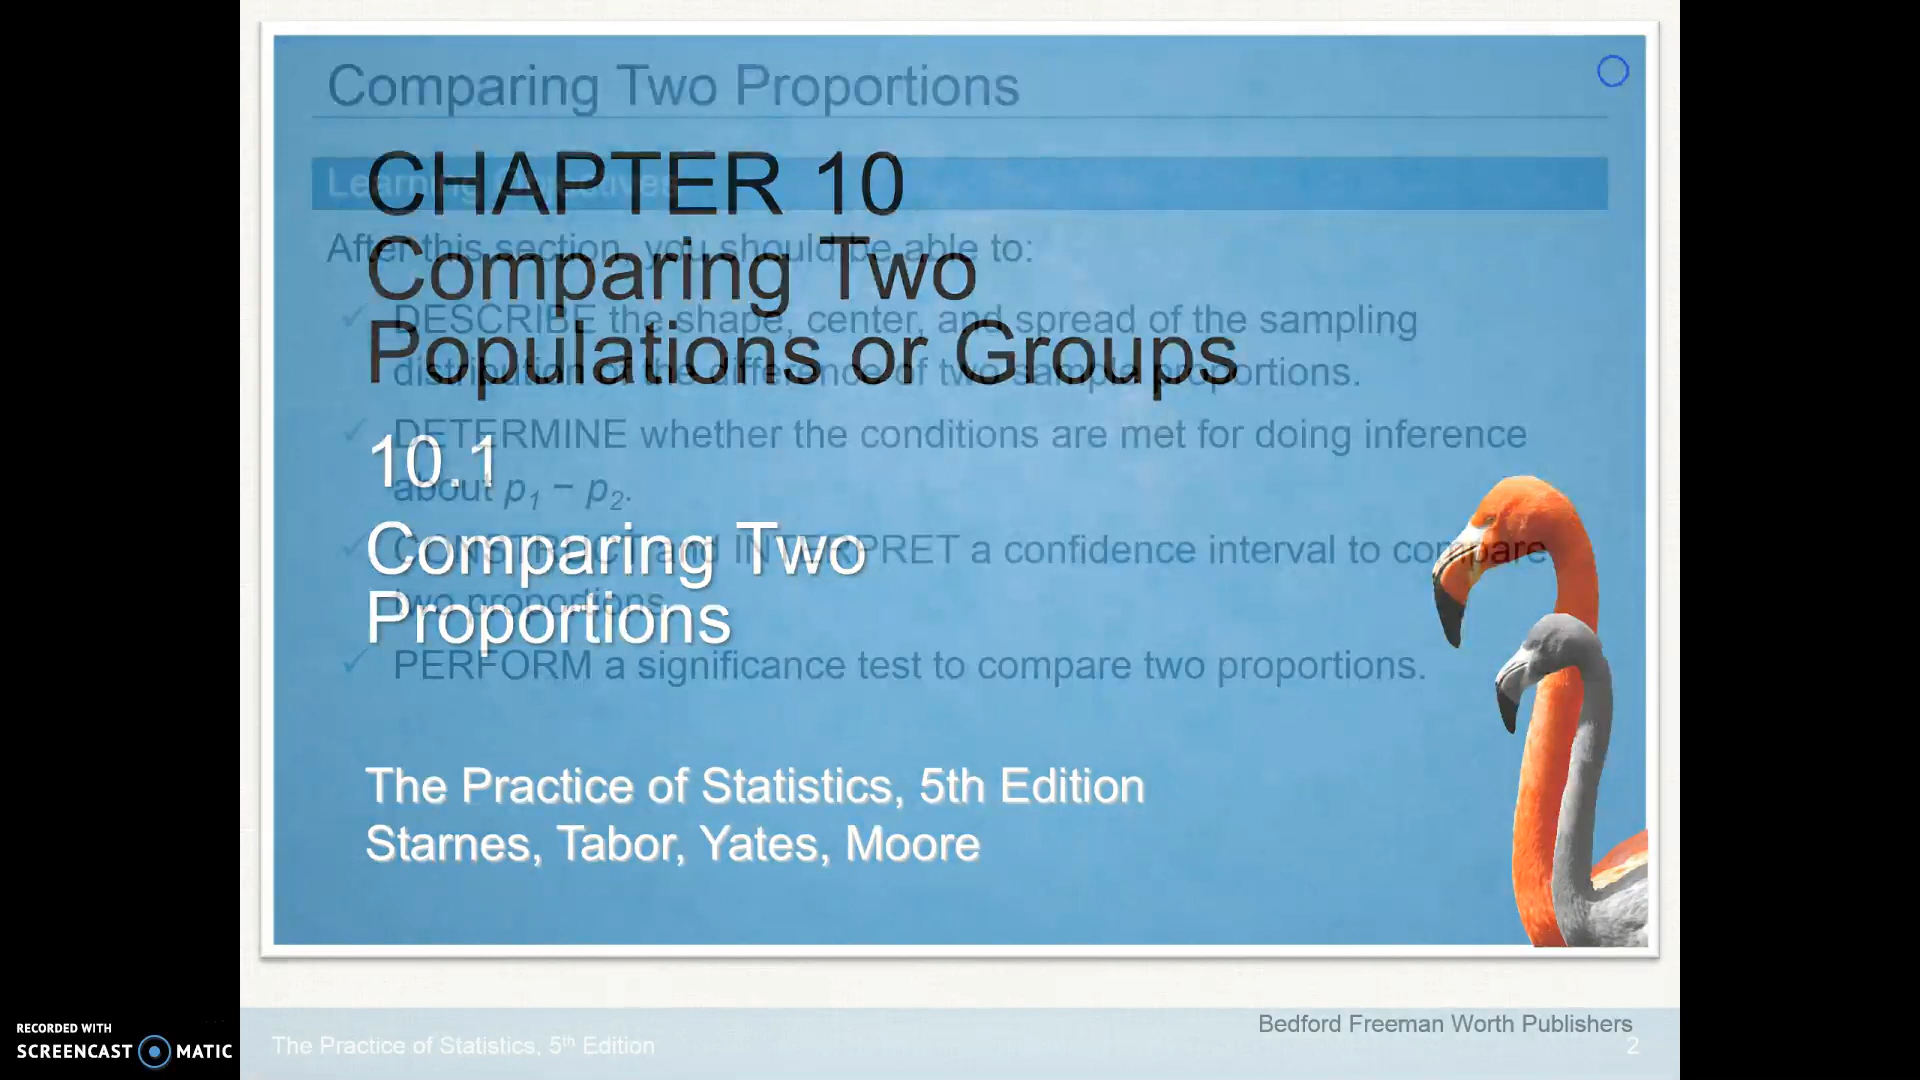 Comparing Two Proportions
Learning Objectives
After this section, you should be able to:
DESCRIBE the shape, center, and spread of the sampling
distribution of the difference of two sample proportions.
DETERMINE whether the conditions are met for doing inference
about p₁ − p₂.
CONSTRUCT and INTERPRET a confidence interval to compare
two proportions.
PERFORM a significance test to compare two proportions.
CHAPTER 10
Comparing Two
Populations or Groups
10.1
Comparing Two
Proportions
The Practice of Statistics, 5th Edition
Starnes, Tabor, Yates, Moore
Bedford Freeman Worth Publishers
The Practice of Statistics, 5th Edition
2
RECORDED WITH
SCREENCAST MATIC